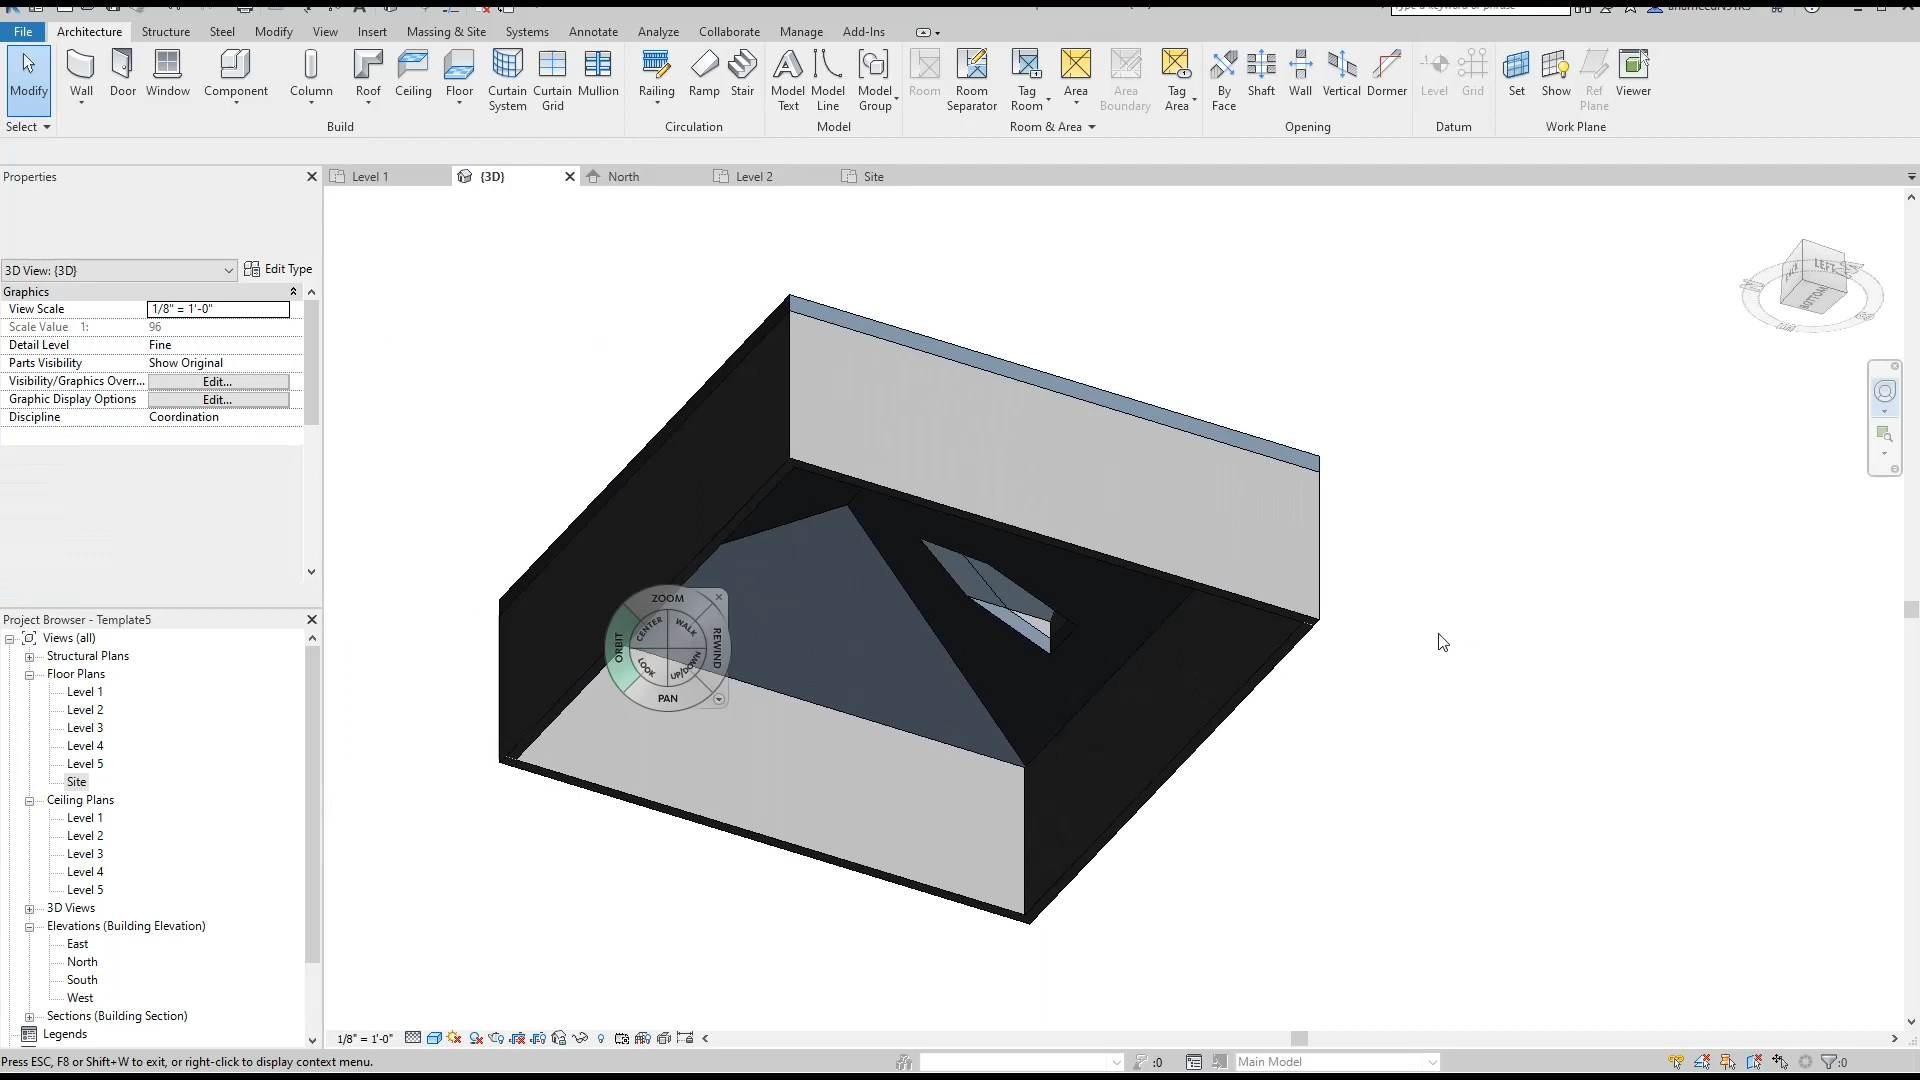 File Architecture Structure Steel Modify View Insert Massing & Site Systems Annotate Analyze Collaborate Manage Add-Ins
Modify Wall Door Window Component Column Roof Ceiling Floor Curtain System Curtain Grid Mullion Railing Ramp Stair Model Text Model Line Model Group Room Room Separator Tag Room Area Area Boundary Tag Area By Face Shaft Wall Vertical Dormer Level Grid Set Show Ref Plane Viewer
Select Build Circulation Model Room & Area Opening Datum Work Plane
Properties
Level 1 {3D} North Level 2 Site
3D View: {3D} Edit Type
Graphics
View Scale 1/8" = 1'-0"
Scale Value 1: 96
Detail Level Fine
Parts Visibility Show Original
Visibility/Graphics Overr... Edit...
Graphic Display Options Edit...
Discipline Coordination
Project Browser - Template5
Views (all)
Structural Plans
Floor Plans
Level 1
Level 2
Level 3
Level 4
Level 5
Site
Ceiling Plans
Level 1
Level 2
Level 3
Level 4
Level 5
3D Views
Elevations (Building Elevation)
East
North
South
West
Sections (Building Section)
Legends
LEFT
BACK
BOTTOM
ZOOM
CENTER WALK
ORBIT REWIND
LOOK UP/DOWN
PAN
1/8" = 1'-0"
Press ESC, F8 or Shift+W to exit, or right-click to display context menu.
:0 Main Model :0